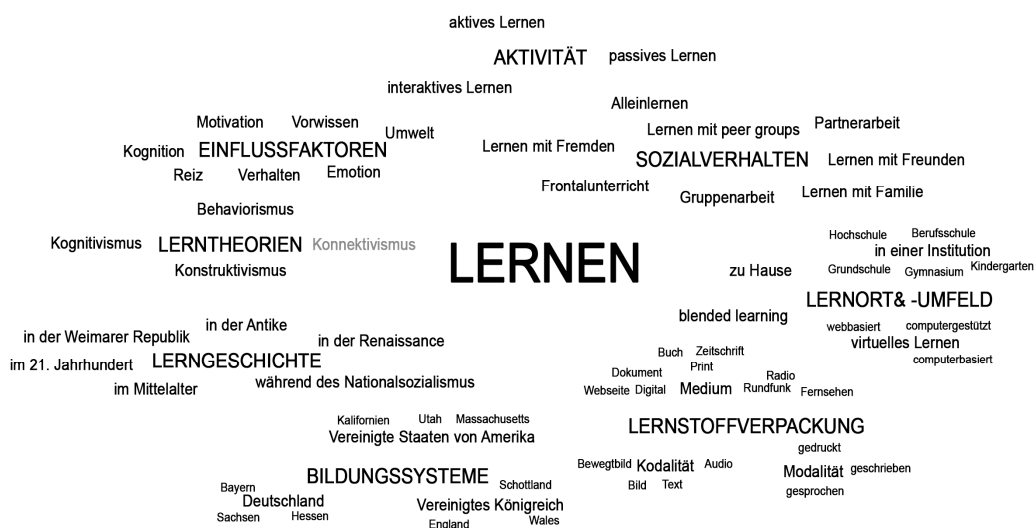 aktives Lernen
AKTIVITÄT passives Lernen
interaktives Lernen
Alleinlernen
Lernen mit peer groups Partnerarbeit
Lernen mit Fremden
SOZIALVERHALTEN Lernen mit Freunden
Frontalunterricht
Gruppenarbeit Lernen mit Familie
Motivation Vorwissen
Umwelt
Kognition EINFLUSSFAKTOREN
Reiz Verhalten Emotion
Behaviorismus
Kognitivismus LERNTHEORIEN Konnektivismus
Konstruktivismus
LERNEN
Hochschule Berufsschule
in einer Institution
zu Hause Grundschule Gymnasium Kindergarten
LERNORT& -UMFELD
blended learning
webbasiert computergestützt
virtuelles Lernen
computerbasiert
in der Antike
in der Weimarer Republik
in der Renaissance
im 21. Jahrhundert LERNGESCHICHTE
im Mittelalter
während des Nationalsozialismus
Buch Zeitschrift
Dokument Print
Radio
Webseite Digital Medium Rundfunk Fernsehen
LERNSTOFFVERPACKUNG
gedruckt
Bewegtbild Kodalität Audio
Bild Text
Modalität geschrieben
gesprochen
Kalifornien Utah Massachusetts
Vereinigte Staaten von Amerika
BILDUNGSSYSTEME
Bayern
Deutschland
Sachsen Hessen
Schottland
Vereinigtes Königreich
England Wales